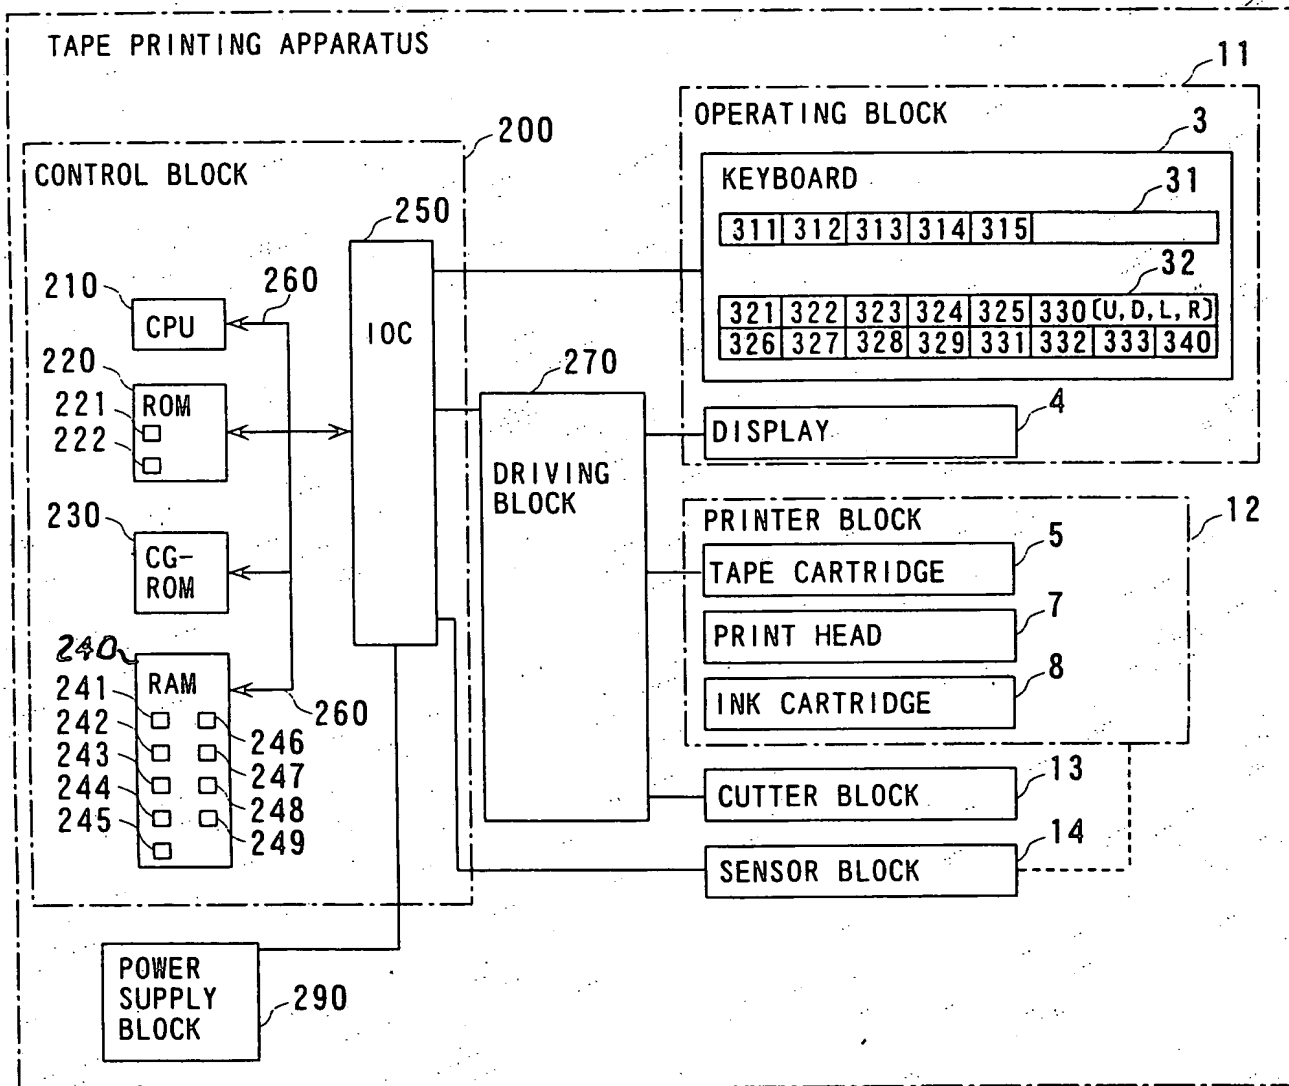 TAPE PRINTING APPARATUS
11
OPERATING BLOCK
200
3
CONTROL BLOCK
KEYBOARD
31
250
311 312 313 314 315
32
210
260
CPU
IOC
321 322 323 324 325 330(U,D,L,R)
326 327 328 329 331 332 333 340
220
ROM
221
222
270
4
DISPLAY
DRIVING
BLOCK
230
CG-
ROM
PRINTER BLOCK
12
5
TAPE CARTRIDGE
7
PRINT HEAD
8
INK CARTRIDGE
240
RAM
260
241
242
243
244
245
246
247
248
249
13
CUTTER BLOCK
14
SENSOR BLOCK
POWER
SUPPLY
BLOCK
290